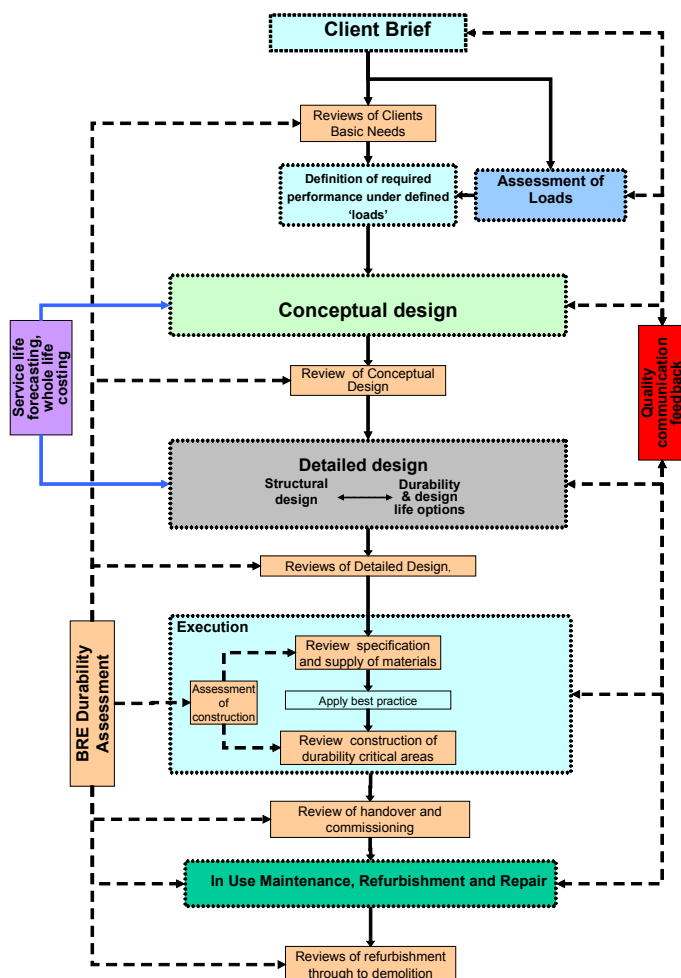 Client Brief
Reviews of Clients
Basic Needs
Definition of required
performance under defined
‘loads’
Assessment of
Loads
Conceptual design
Service life
forecasting,
whole life
costing
Review of Conceptual
Design
Quality
communication
feedback
Detailed design
Structural
design
Durability
& design
life options
Reviews of Detailed Design.
Execution
Review specification
and supply of materials
BRE Durability
Assessment
Assessment
of
construction
Apply best practice
Review construction of
durability critical areas
Review of handover and
commissioning
In Use Maintenance, Refurbishment and Repair
Reviews of refurbishment
through to demolition